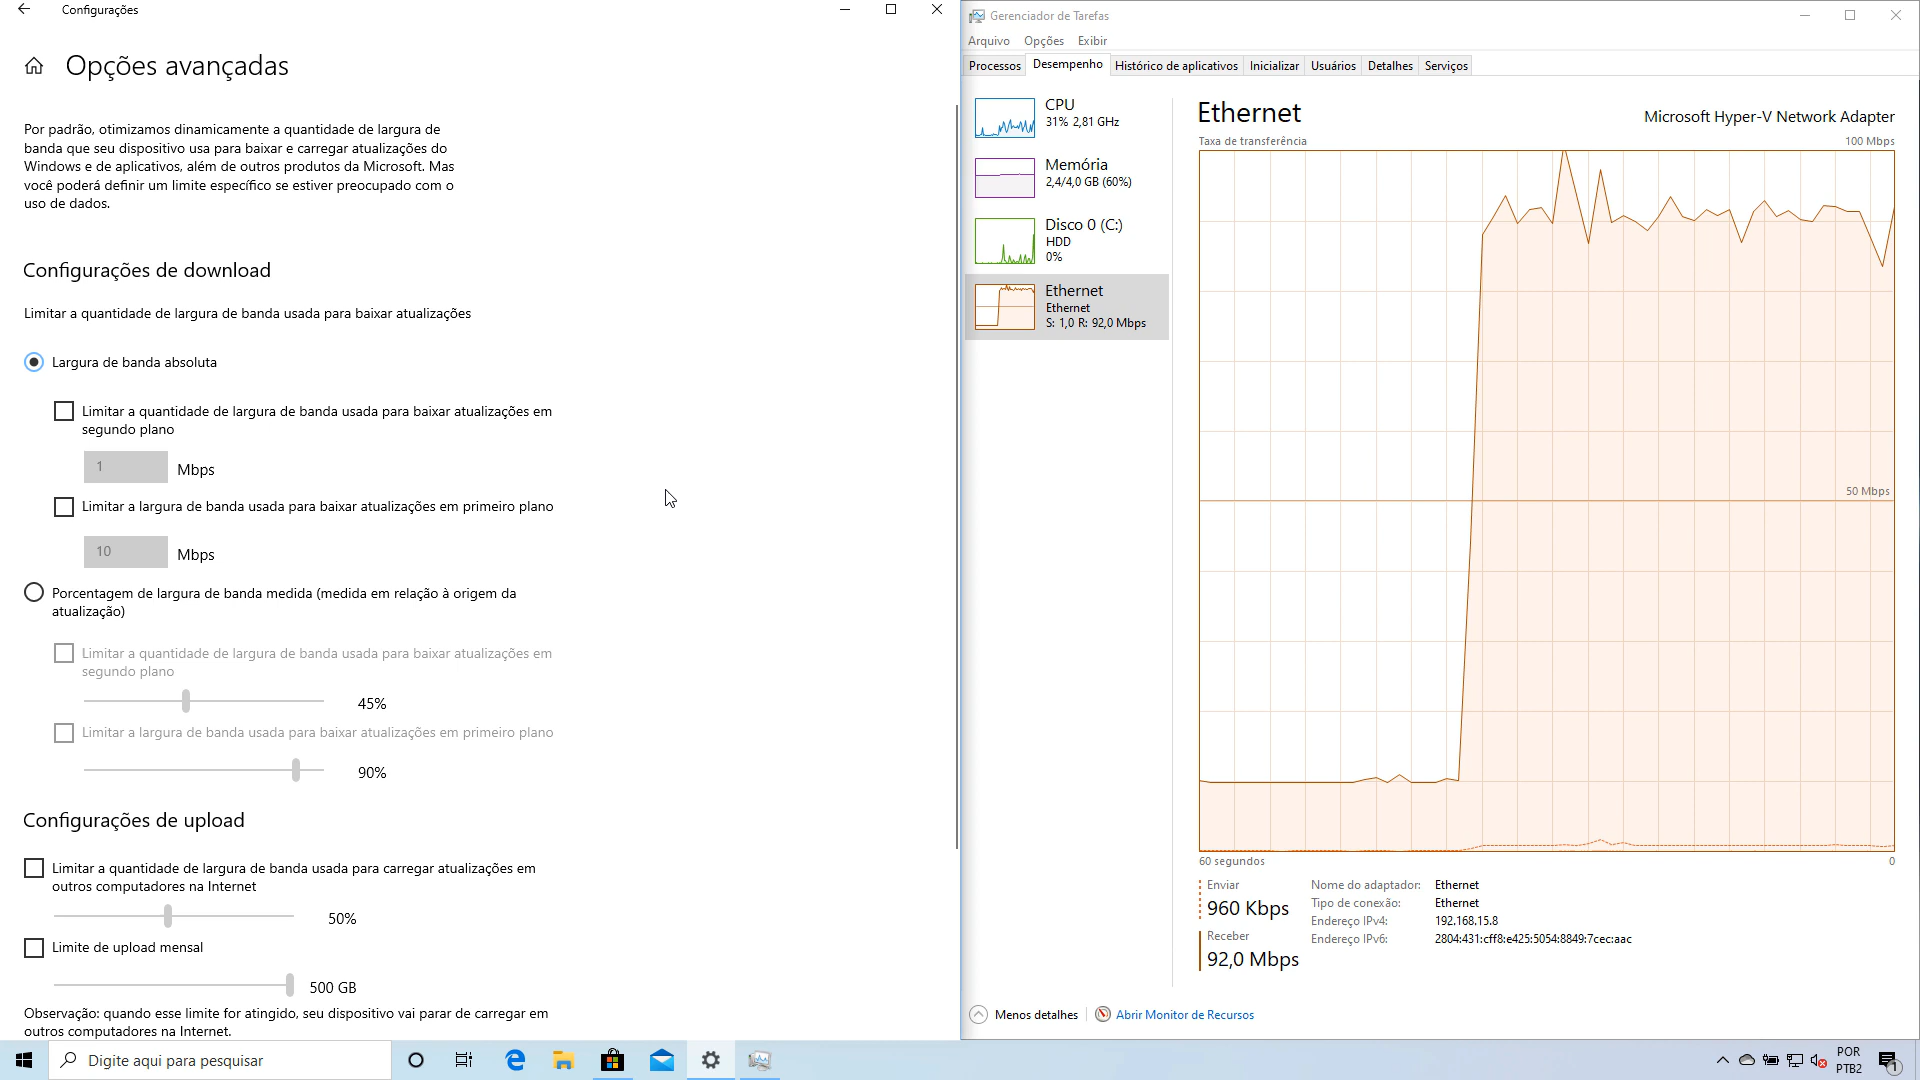 Configurações
Opções avançadas
Por padrão, otimizamos dinamicamente a quantidade de largura de
banda que seu dispositivo usa para baixar e carregar atualizações do
Windows e de aplicativos, além de outros produtos da Microsoft. Mas
você poderá definir um limite específico se estiver preocupado com o
uso de dados.
Configurações de download
Limitar a quantidade de largura de banda usada para baixar atualizações
Largura de banda absoluta
Limitar a quantidade de largura de banda usada para baixar atualizações em
segundo plano
1 Mbps
Limitar a largura de banda usada para baixar atualizações em primeiro plano
10 Mbps
Porcentagem de largura de banda medida (medida em relação à origem da
atualização)
Limitar a quantidade de largura de banda usada para baixar atualizações em
segundo plano
45%
Limitar a largura de banda usada para baixar atualizações em primeiro plano
90%
Configurações de upload
Limitar a quantidade de largura de banda usada para carregar atualizações em
outros computadores na Internet
50%
Limite de upload mensal
500 GB
Observação: quando esse limite for atingido, seu dispositivo vai parar de carregar em
outros computadores na Internet.
Gerenciador de Tarefas
Arquivo Opções Exibir
Processos Desempenho Histórico de aplicativos Inicializar Usuários Detalhes Serviços
CPU
31% 2,81 GHz
Memória
2,4/4,0 GB (60%)
Disco 0 (C:)
HDD
0%
Ethernet
Ethernet
S: 1,0 R: 92,0 Mbps
Ethernet
Microsoft Hyper-V Network Adapter
Taxa de transferência 100 Mbps
50 Mbps
60 segundos 0
Enviar
960 Kbps
Receber
92,0 Mbps
Nome do adaptador: Ethernet
Tipo de conexão: Ethernet
Endereço IPv4: 192.168.15.8
Endereço IPv6: 2804:431:cff8:e425:5054:8849:7cec:aac
Menos detalhes Abrir Monitor de Recursos
Digite aqui para pesquisar
POR
PTB2
1